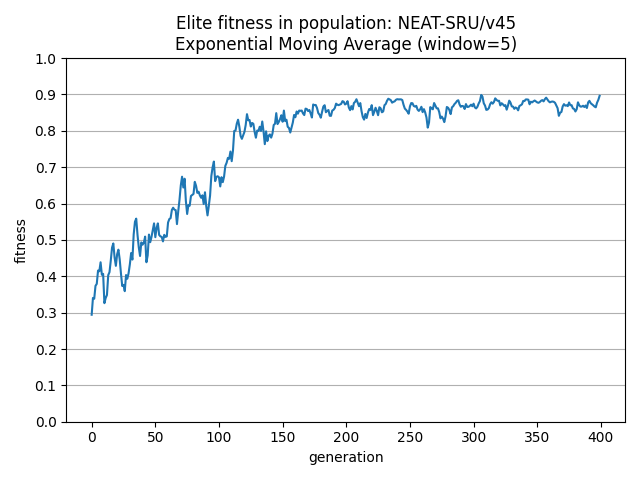 Elite fitness in population: NEAT-SRU/v45
Exponential Moving Average (window=5)
1.0
0.9
0.8
0.7
0.6
0.5
0.4
0.3
0.2
0.1
0.0
fitness
0 50 100 150 200 250 300 350 400
generation